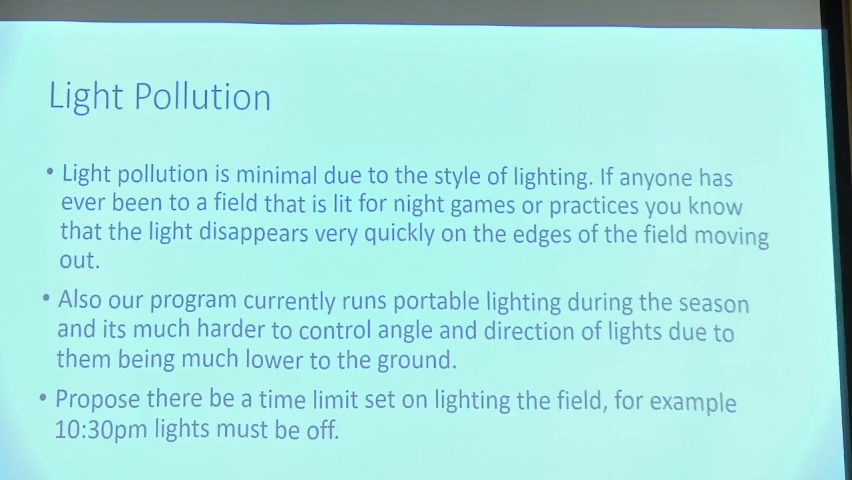 Light Pollution
• Light pollution is minimal due to the style of lighting. If anyone has
ever been to a field that is lit for night games or practices you know
that the light disappears very quickly on the edges of the field moving
out.
• Also our program currently runs portable lighting during the season
and its much harder to control angle and direction of lights due to
them being much lower to the ground.
• Propose there be a time limit set on lighting the field, for example
10:30pm lights must be off.